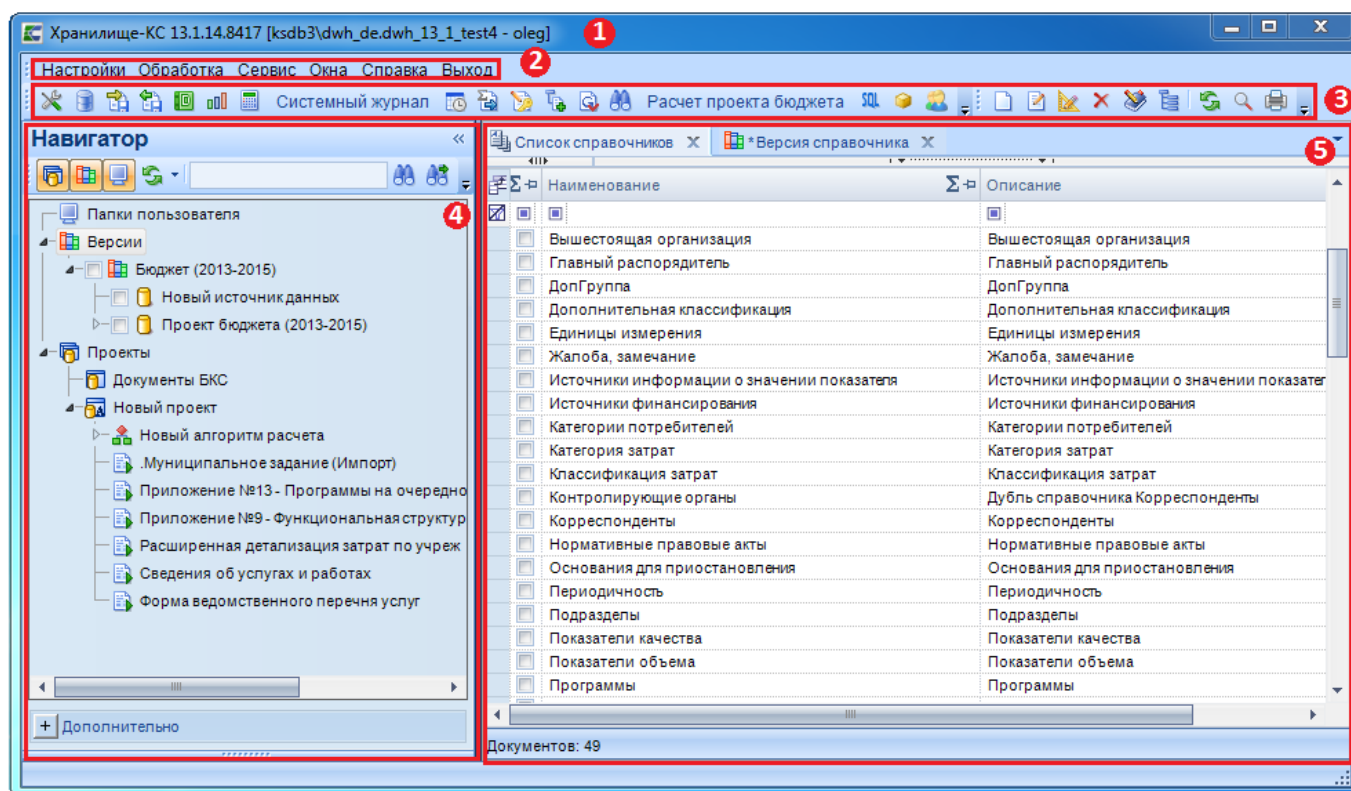 Хранилище-КС 13.1.14.8417 [ksdb3\dwh_de.dwh_13_1_test4 - oleg] 1
Настройки Обработка Сервис Окна Справка Выход 2
Системный журнал Расчет проекта бюджета SQL 3
Навигатор
4
Папки пользователя
Версии
Бюджет (2013-2015)
Новый источник данных
Проект бюджета (2013-2015)
Проекты
Документы БКС
Новый проект
Новый алгоритм расчета
.Муниципальное задание (Импорт)
Приложение №13 - Программы на очередно
Приложение №9 - Функциональная структур
Расширенная детализация затрат по учреж
Сведения об услугах и работах
Форма ведомственного перечня услуг
+ Дополнительно
Список справочников X *Версия справочника X
5
Σ Наименование Σ Описание
Вышестоящая организация Вышестоящая организация
Главный распорядитель Главный распорядитель
ДопГруппа ДопГруппа
Дополнительная классификация Дополнительная классификация
Единицы измерения Единицы измерения
Жалоба, замечание Жалоба, замечание
Источники информации о значении показателя Источники информации о значении показател
Источники финансирования Источники финансирования
Категории потребителей Категории потребителей
Категория затрат Категория затрат
Классификация затрат Классификация затрат
Контролирующие органы Дубль справочника Корреспонденты
Корреспонденты Корреспонденты
Нормативные правовые акты Нормативные правовые акты
Основания для приостановления Основания для приостановления
Периодичность Периодичность
Подразделы Подразделы
Показатели качества Показатели качества
Показатели объема Показатели объема
Программы Программы
Документов: 49